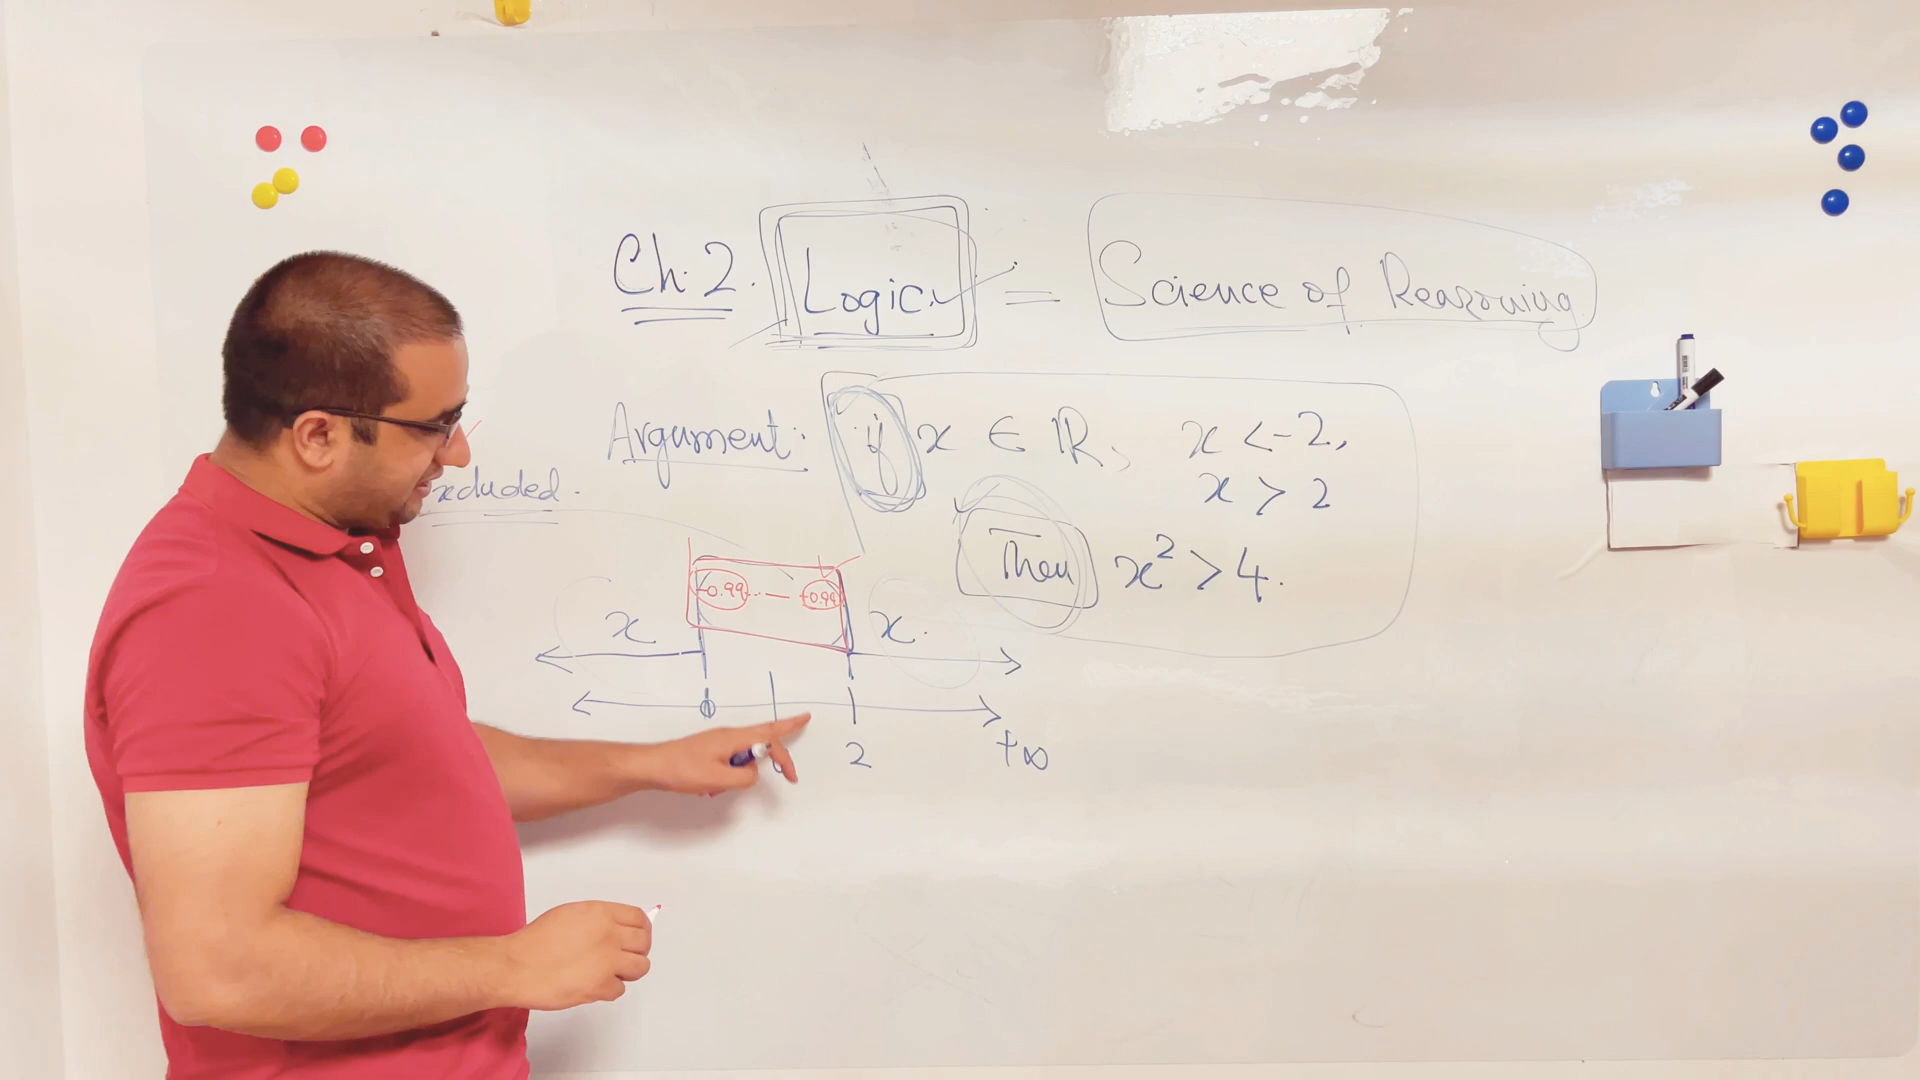 Ch. 2. Logic = Science of Reasoning
Argument: if x ∈ ℝ, x < -2,
xcluded. x > 2
Then x² > 4.
-0.99... — +0.99
x x.
2 +∞